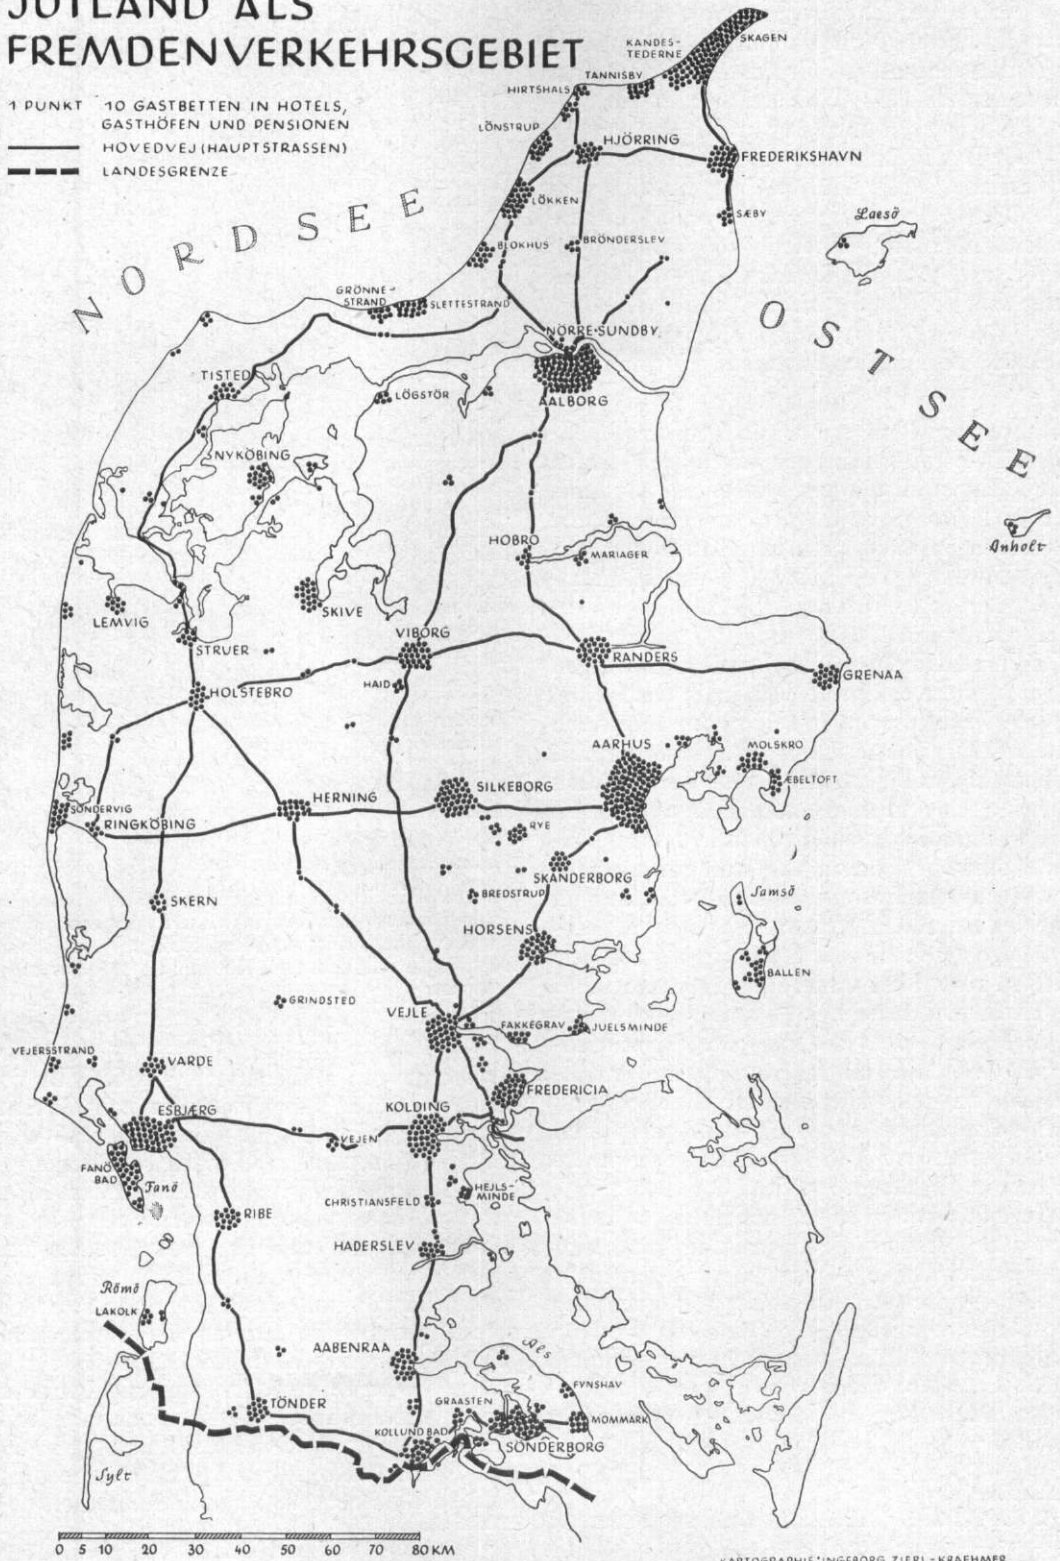 JÜTLAND ALS
FREMDENVERKEHRSGEBIET
1 PUNKT 10 GASTBETTEN IN HOTELS,
GASTHÖFEN UND PENSIONEN
HOVEDVEJ (HAUPTSTRASSEN)
LANDESGRENZE
KANDES-
TEDERNE
SKAGEN
TANNISBY
HIRTSHALS
LÖNSTRUP
HJÖRRING
FREDERIKSHAVN
LÖKKEN
SÆBY
Laesö
BLOKHUS
BRÖNDERSLEV
NORDSEE
OSTSEE
GRÖNNE-
STRAND
SLETTESTRAND
NÖRRE-SUNDBY
AALBORG
TISTED
LÖGSTÖR
NYKÖBING
Anholt
HOBRO
MARIAGER
LEMVIG
SKIVE
STRUER
VIBORG
RANDERS
GRENAA
HAID
HOLSTEBRO
AARHUS
MOLSKRO
ÆBELTOFT
SILKEBORG
HERNING
SÖNDERVIG
RINGKÖBING
RYE
SKANDERBORG
BREDSTRUP
SKERN
Samsö
HORSENS
BALLEN
GRINDSTED
VEJLE
FAKKEGRAV
JUELSMINDE
VEJERSSTRAND
VARDE
FREDERICIA
ESBJÆRG
KOLDING
VEJEN
FANÖ
BAD
Fanö
CHRISTIANSFELD
HEJLS-
MINDE
RIBE
HADERSLEV
Römö
LAKOLK
AABENRAA
Als
FYNSHAV
TÖNDER
GRAASTEN
MOMMARK
KOLLUND BAD
SÖNDERBORG
Sylt
0 5 10 20 30 40 50 60 70 80 KM
KARTOGRAPHIE: INGEBORG ZIERL-KRAEHMER